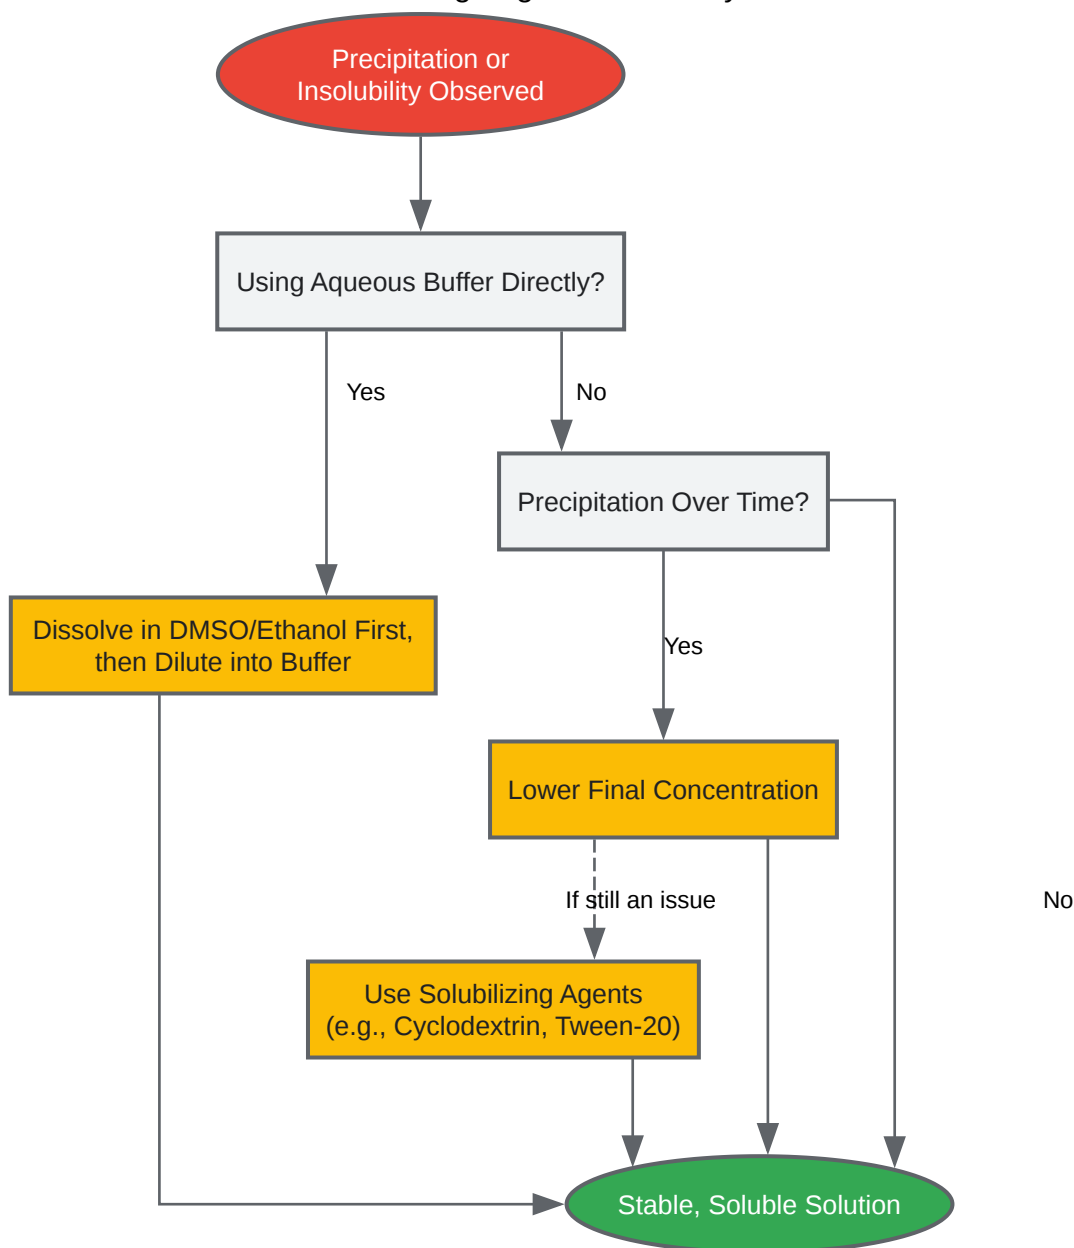 Precipitation or
Insolubility Observed
Using Aqueous Buffer Directly?
Yes
No
Precipitation Over Time?
Dissolve in DMSO/Ethanol First,
then Dilute into Buffer
Yes
Lower Final Concentration
If still an issue
No
Use Solubilizing Agents
(e.g., Cyclodextrin, Tween-20)
Stable, Soluble Solution